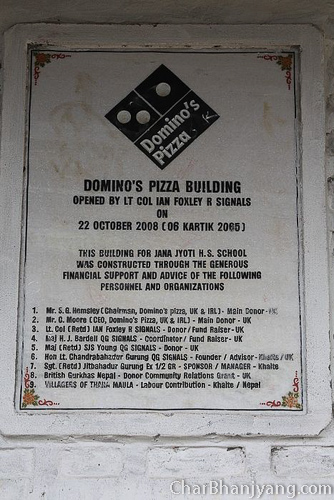 Domino's
Pizza
DOMINO'S PIZZA BUILDING
OPENED BY LT COL IAN FOXLEY R SIGNALS
ON
22 OCTOBER 2008 (06 KARTIK 2065)
THIS BUILDING FOR JANA JYOTI H.S. SCHOOL
WAS CONSTRUCTED THROUGH THE GENEROUS
FINANCIAL SUPPORT AND ADVICE OF THE FOLLOWING
PERSONNEL AND ORGANIZATIONS
1. Mr. S.G. Hemsley (Chairman, Domino's pizza, UK & IRL) - Main Donor - UK
2. Mr. C. Moore (CEO, Domino's Pizza, UK & IRL) - Main Donor - UK
3. Lt. Col (Retd) IAN Foxley R SIGNALS - Donor / Fund Raiser - UK
4. Maj H. J. Bardell QG SIGNALS - Coordinetor / Fund Raiser - UK
5. Maj (Retd) SJS Young QG SIGNALS - Donor - UK
6. Hon Lt. Chandrabahadur Gurung QG SIGNALS - Founder / Advisor - Khaite / UK
7. Sgt. (Retd) Jitbahadur Gurung Ex 1/2 GR - SPONSOR / MANAGER - Khaite
8. British Gurkhas Nepal - Donor Community Relations Grant - UK
9. VILLAGERS OF MAULA - Labour Contribution - Khaite / Nepal
CharBhanjyang.com